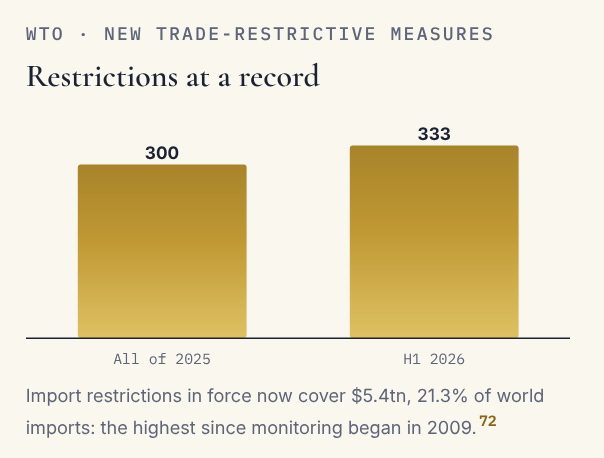 WTO · NEW TRADE-RESTRICTIVE MEASURES
Restrictions at a record
300
333
All of 2025
H1 2026
Import restrictions in force now cover $5.4tn, 21.3% of world
imports: the highest since monitoring began in 2009.72